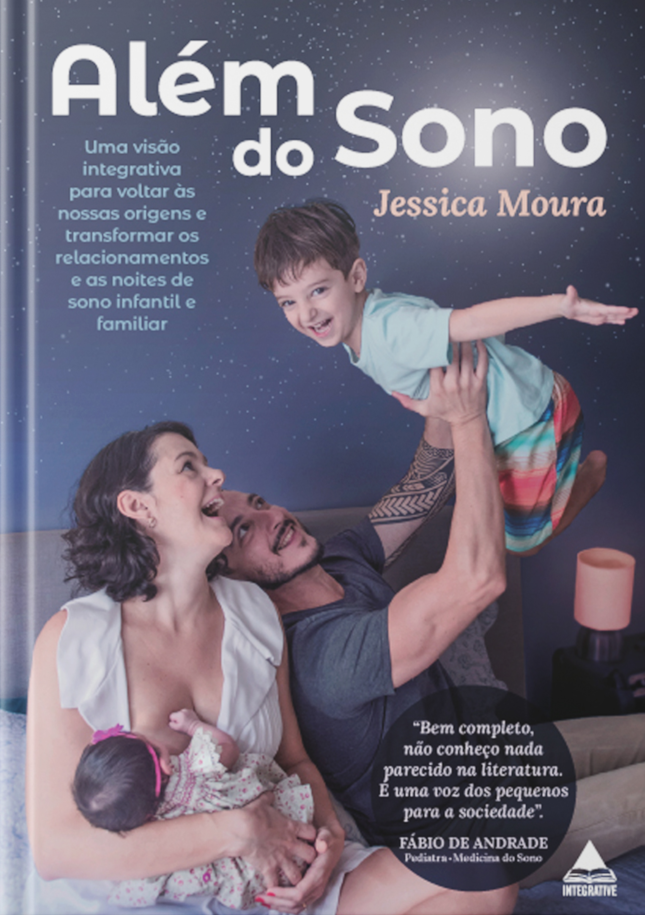 Além
do Sono
Jessica Moura
Uma visão
integrativa
para voltar às
nossas origens e
transformar os
relacionamentos
e as noites de
sono infantil e
familiar
“Bem completo,
não conheço nada
parecido na literatura.
É uma voz dos pequenos
para a sociedade”.
FÁBIO DE ANDRADE
Pediatra - Medicina do Sono
INTEGRATIVE